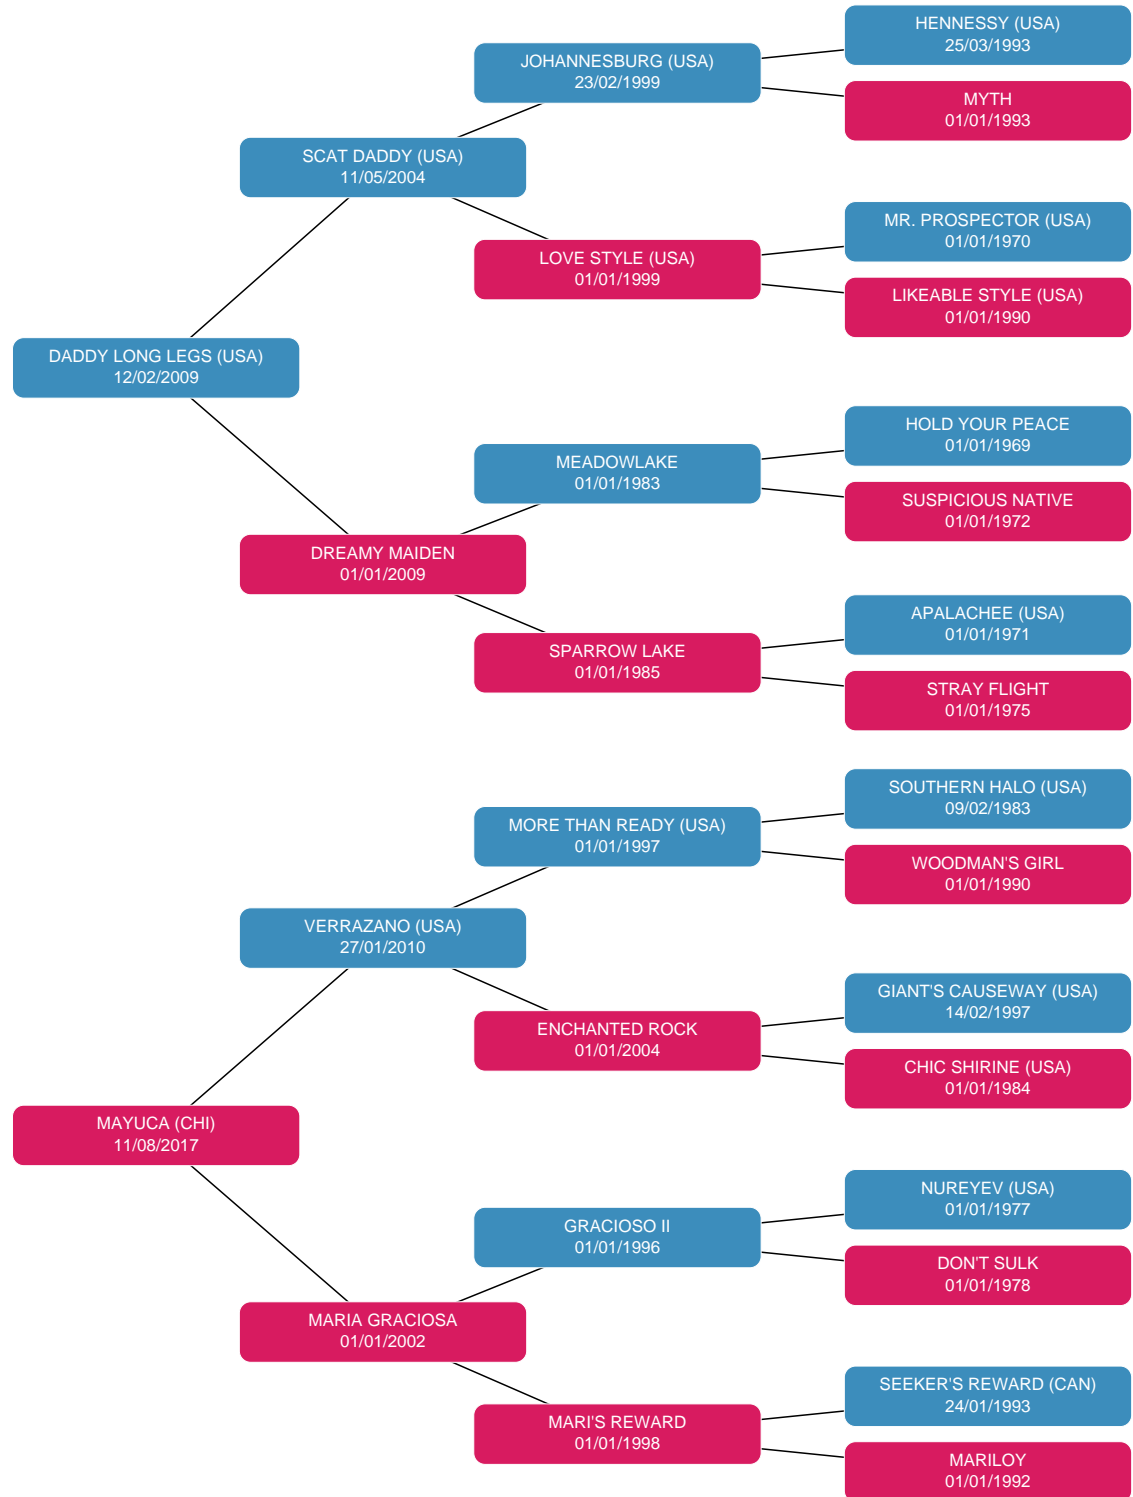 HENNESSY (USA)
25/03/1993
JOHANNESBURG (USA)
23/02/1999
MYTH
01/01/1993
SCAT DADDY (USA)
11/05/2004
MR. PROSPECTOR (USA)
01/01/1970
LOVE STYLE (USA)
01/01/1999
LIKEABLE STYLE (USA)
01/01/1990
DADDY LONG LEGS (USA)
12/02/2009
HOLD YOUR PEACE
01/01/1969
MEADOWLAKE
01/01/1983
SUSPICIOUS NATIVE
01/01/1972
DREAMY MAIDEN
01/01/2009
APALACHEE (USA)
01/01/1971
SPARROW LAKE
01/01/1985
STRAY FLIGHT
01/01/1975
SOUTHERN HALO (USA)
09/02/1983
MORE THAN READY (USA)
01/01/1997
WOODMAN'S GIRL
01/01/1990
VERRAZANO (USA)
27/01/2010
GIANT'S CAUSEWAY (USA)
14/02/1997
ENCHANTED ROCK
01/01/2004
CHIC SHIRINE (USA)
01/01/1984
MAYUCA (CHI)
11/08/2017
NUREYEV (USA)
01/01/1977
GRACIOSO II
01/01/1996
DON'T SULK
01/01/1978
MARIA GRACIOSA
01/01/2002
SEEKER'S REWARD (CAN)
24/01/1993
MARI'S REWARD
01/01/1998
MARILOY
01/01/1992